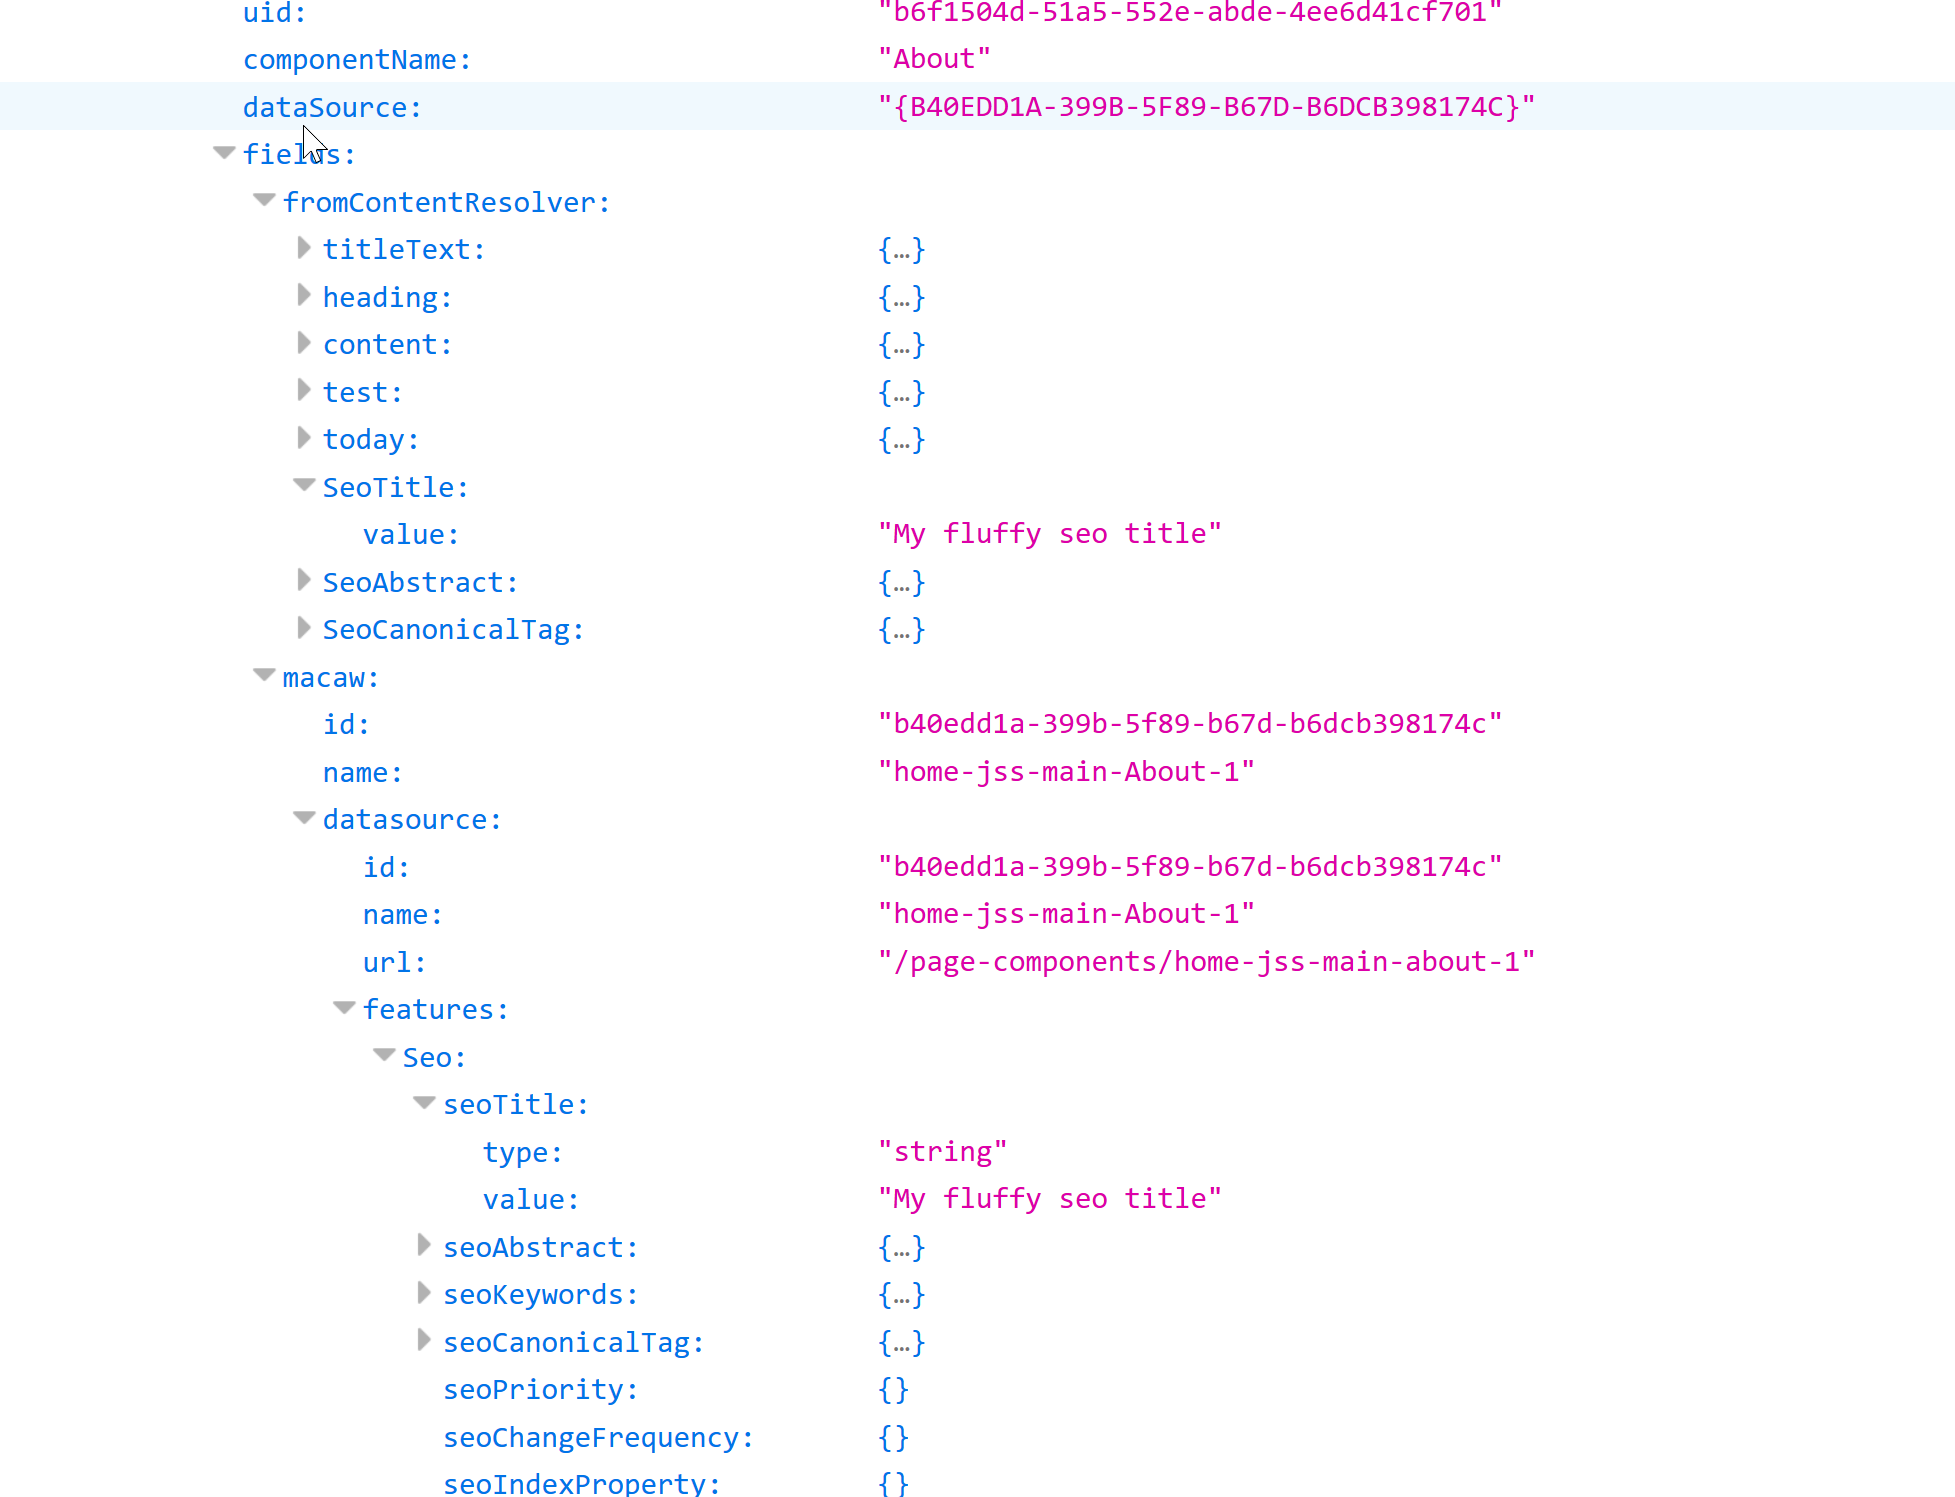 uid: "b6f1504d-51a5-552e-abde-4ee6d41cf701"
componentName: "About"
dataSource: "{B40EDD1A-399B-5F89-B67D-B6DCB398174C}"
fields:
fromContentResolver:
titleText: {…}
heading: {…}
content: {…}
test: {…}
today: {…}
SeoTitle:
value: "My fluffy seo title"
SeoAbstract: {…}
SeoCanonicalTag: {…}
macaw:
id: "b40edd1a-399b-5f89-b67d-b6dcb398174c"
name: "home-jss-main-About-1"
datasource:
id: "b40edd1a-399b-5f89-b67d-b6dcb398174c"
name: "home-jss-main-About-1"
url: "/page-components/home-jss-main-about-1"
features:
Seo:
seoTitle:
type: "string"
value: "My fluffy seo title"
seoAbstract: {…}
seoKeywords: {…}
seoCanonicalTag: {…}
seoPriority: {}
seoChangeFrequency: {}
seoIndexProperty: {}